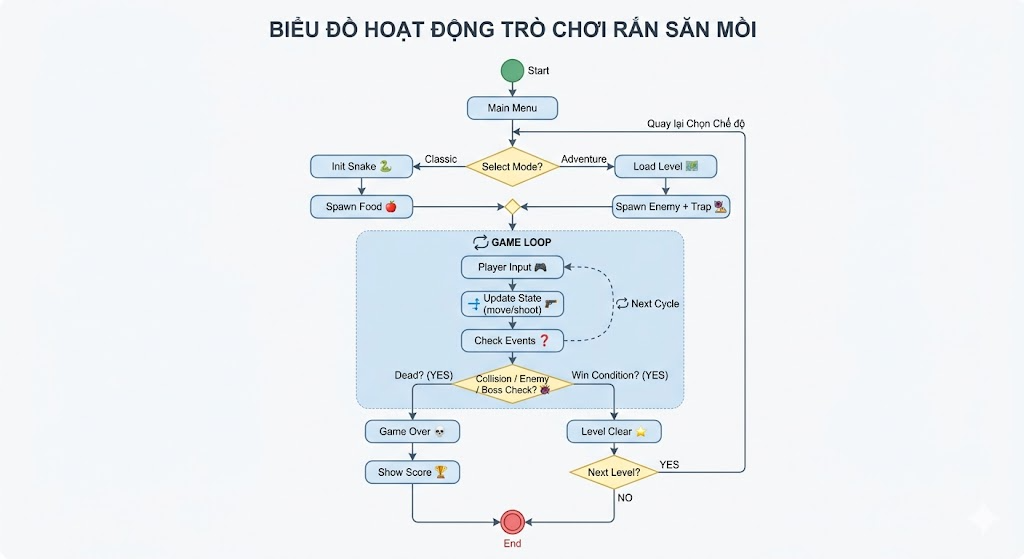 BIỂU ĐỒ HOẠT ĐỘNG TRÒ CHƠI RẮN SĂN MỒI
Start
Main Menu
Quay lại Chọn Chế độ
Init Snake
Classic
Select Mode?
Adventure
Load Level
Spawn Food
Spawn Enemy + Trap
GAME LOOP
Player Input
Update State
(move/shoot)
Next Cycle
Check Events
Dead? (YES)
Collision / Enemy
/ Boss Check?
Win Condition? (YES)
Game Over
Level Clear
Show Score
Next Level?
YES
NO
End